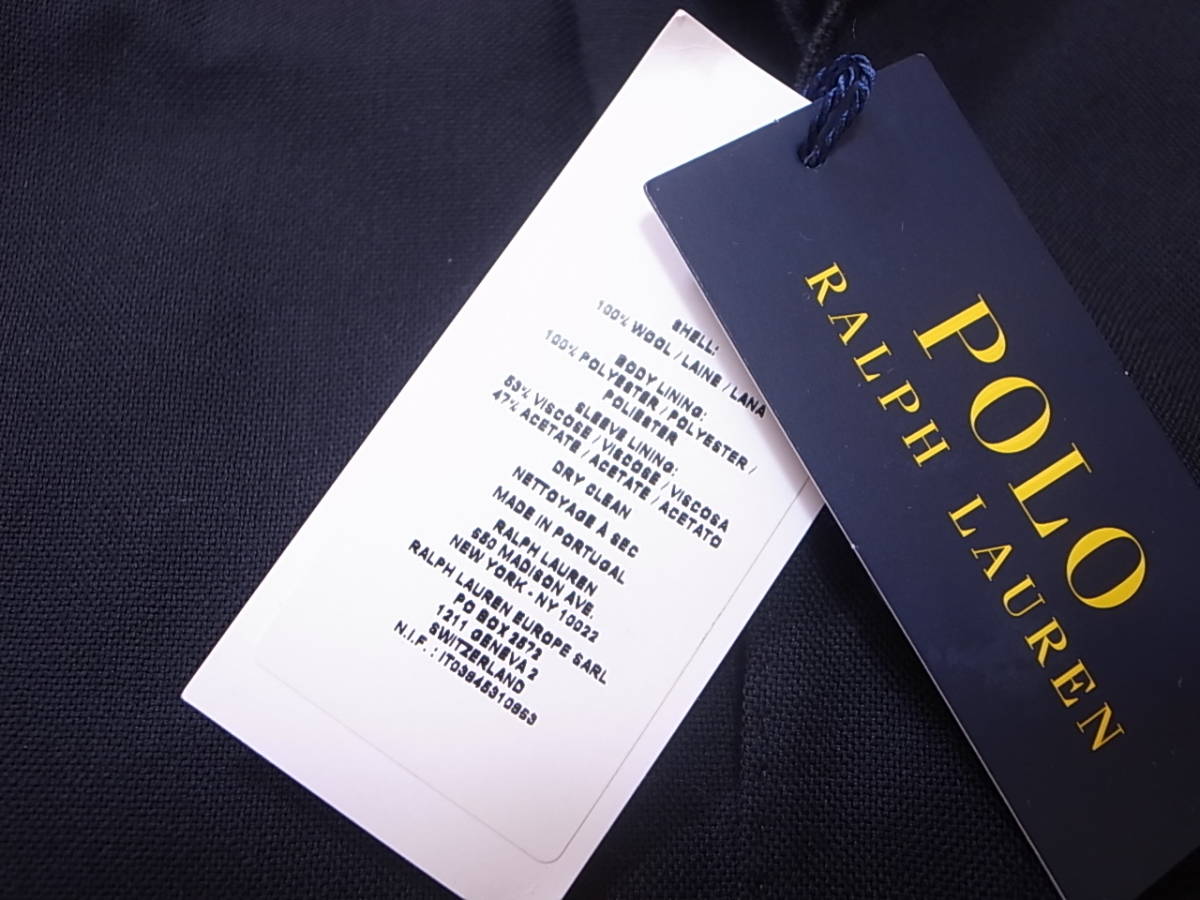 SHELL:
100% WOOL / LAINE / LANA
BODY LINING:
100% POLYESTER / POLYESTER /
POLIESTER
SLEEVE LINING:
53% VISCOSE / VISCOSE / VISCOSA
47% ACETATE / ACETATE / ACETATO
DRY CLEAN
NETTOYAGE À SEC
MADE IN PORTUGAL
RALPH LAUREN
650 MADISON AVE.
NEW YORK - NY 10022
RALPH LAUREN EUROPE SARL
PO BOX 2872
1211 GENEVA 2
SWITZERLAND
N.I.F. : IT03845310853
POLO
RALPH LAUREN